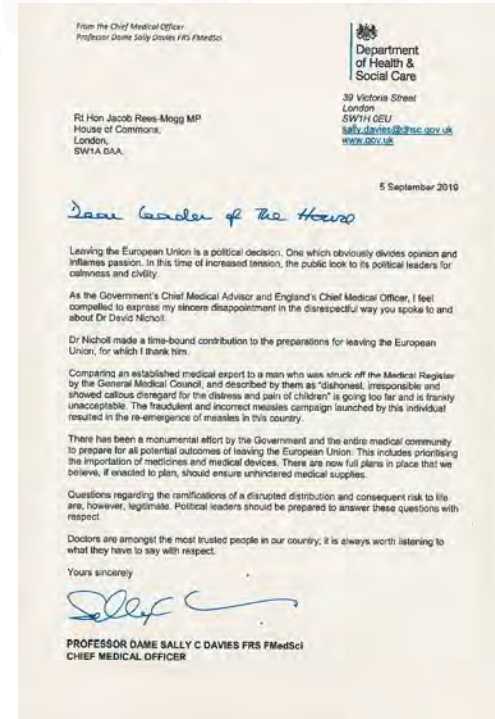 From the Chief Medical Officer
Professor Dame Sally Davies FRS FMedSci
Department
of Health &
Social Care
39 Victoria Street
London
SW1H 0EU
sally.davies@dhsc.gov.uk
www.gov.uk
Rt Hon Jacob Rees-Mogg MP
House of Commons,
London,
SW1A 0AA.
5 September 2019
Dear Leader of The House
Leaving the European Union is a political decision. One which obviously divides opinion and
inflames passion. In this time of increased tension, the public look to its political leaders for
calmness and civility.
As the Government's Chief Medical Advisor and England's Chief Medical Officer, I feel
compelled to express my sincere disappointment in the disrespectful way you spoke to and
about Dr David Nicholl.
Dr Nicholl made a time-bound contribution to the preparations for leaving the European
Union, for which I thank him.
Comparing an established medical expert to a man who was struck off the Medical Register
by the General Medical Council, and described by them as "dishonest, irresponsible and
showed callous disregard for the distress and pain of children" is going too far and is frankly
unacceptable. The fraudulent and incorrect measles campaign launched by this individual
resulted in the re-emergence of measles in this country.
There has been a monumental effort by the Government and the entire medical community
to prepare for all potential outcomes of leaving the European Union. This includes prioritising
the importation of medicines and medical devices. There are now full plans in place that we
believe, if enacted to plan, should ensure unhindered medical supplies.
Questions regarding the ramifications of a disrupted distribution and consequent risk to life
are, however, legitimate. Political leaders should be prepared to answer these questions with
respect.
Doctors are amongst the most trusted people in our country; it is always worth listening to
what they have to say with respect.
Yours sincerely
Sally C
PROFESSOR DAME SALLY C DAVIES FRS FMedSci
CHIEF MEDICAL OFFICER